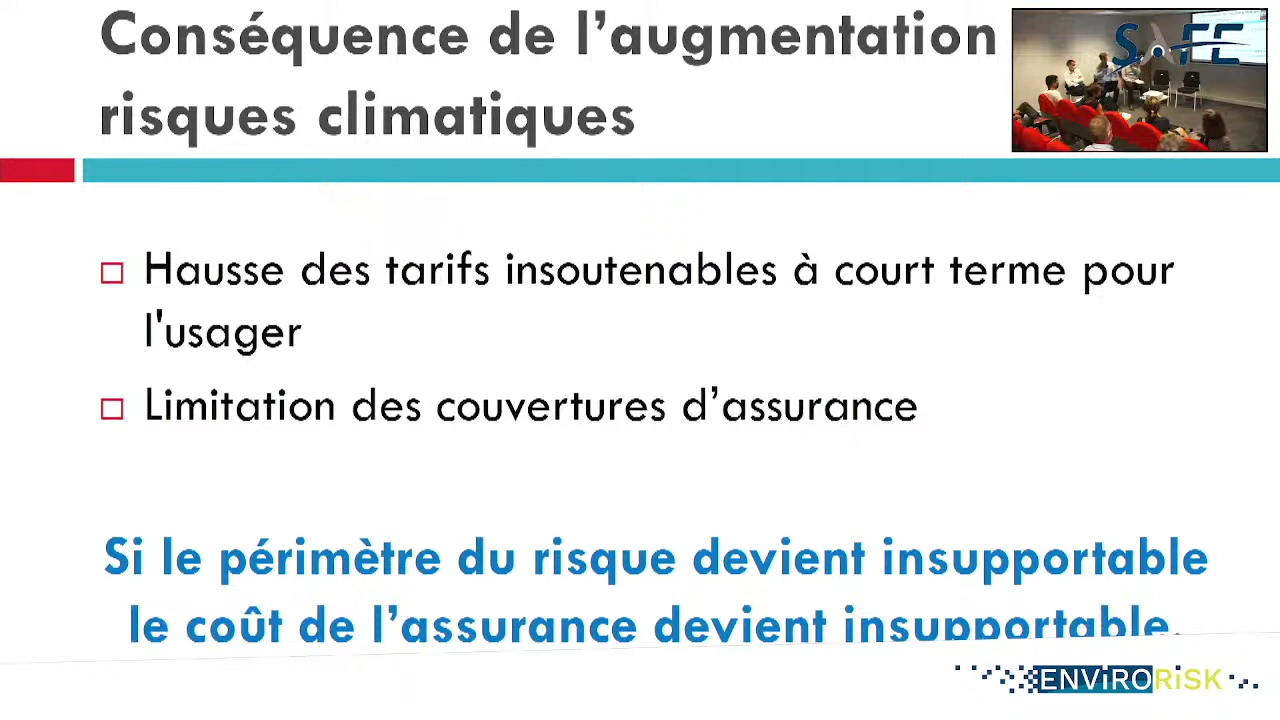 Conséquence de l’augmentation
risques climatiques
SAFE
Hausse des tarifs insoutenables à court terme pour
l'usager
Limitation des couvertures d’assurance
Si le périmètre du risque devient insupportable
le coût de l’assurance devient insupportable.
ENViRORiSK